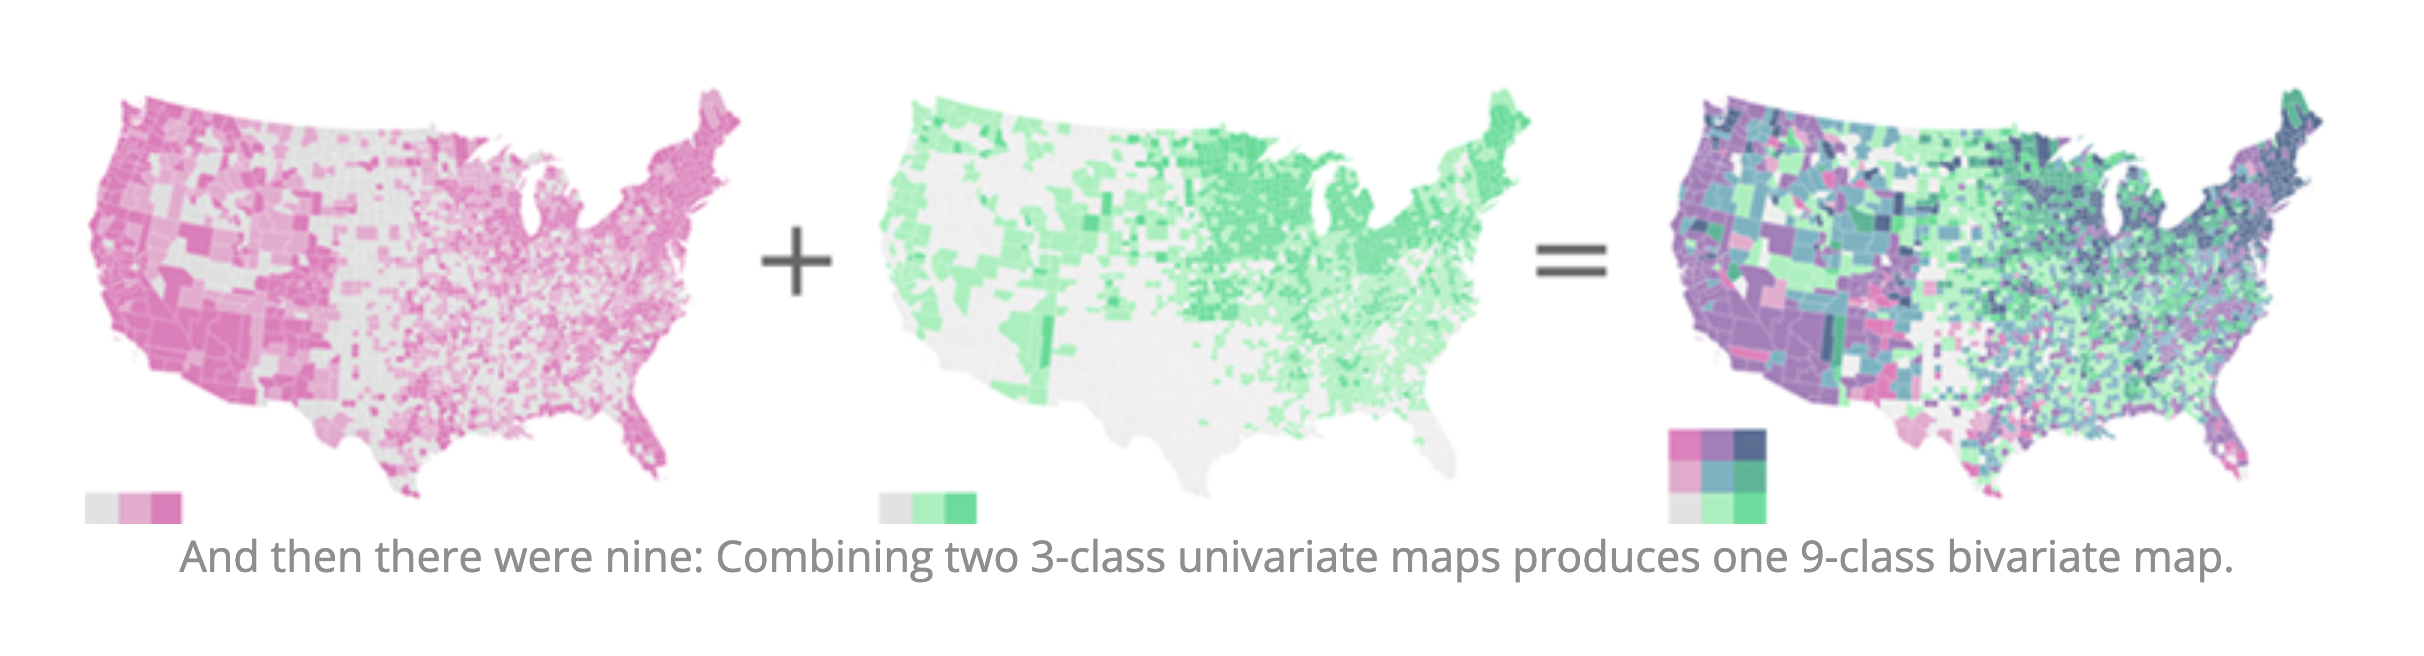 +
=
And then there were nine: Combining two 3-class univariate maps produces one 9-class bivariate map.